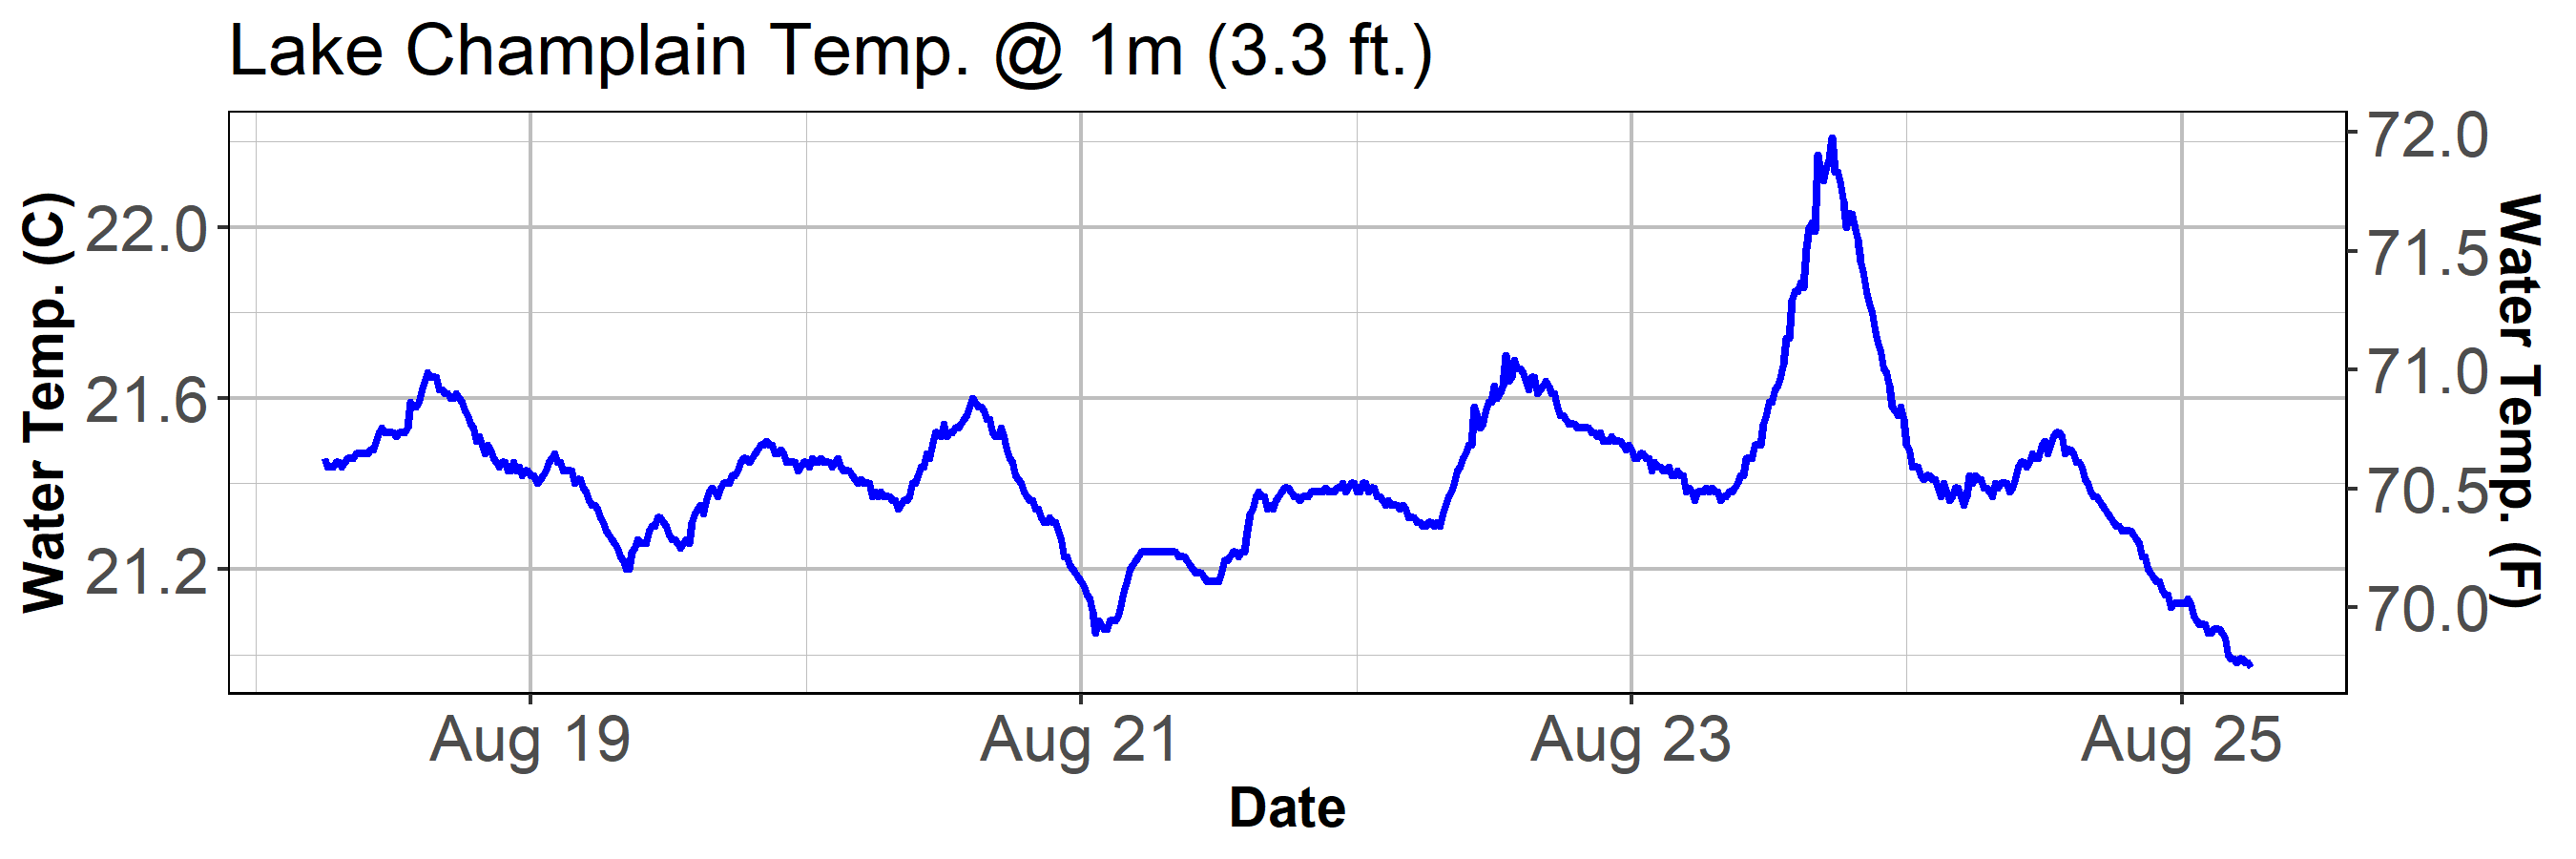 Lake Champlain Temp. @ 1m (3.3 ft.)
Water Temp. (C)
22.0
21.6
21.2
72.0
71.5
71.0
70.5
70.0
Water Temp. (F)
Aug 19 Aug 21 Aug 23 Aug 25
Date